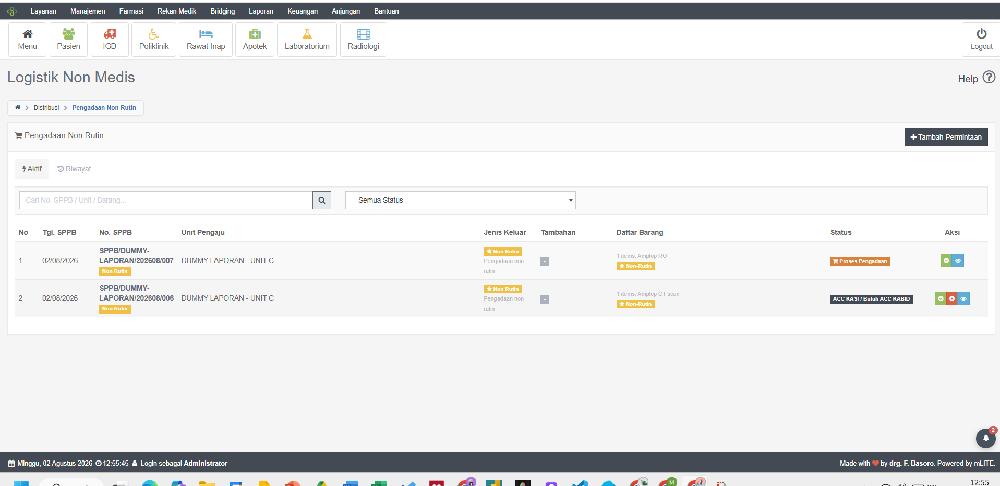 Layanan Manajemen Farmasi Rekan Medik Bridging Laporan Keuangan Anjungan Bantuan
Menu Pasien IGD Poliklinik Rawat Inap Apotek Laboratorium Radiologi Logout
Logistik Non Medis
Help
Distribusi Pengadaan Non Rutin
Pengadaan Non Rutin
Tambah Permintaan
Aktif Riwayat
Cari No. SPPB / Unit / Barang...
-- Semua Status --
No Tgl. SPPB No. SPPB Unit Pengaju Jenis Keluar Tambahan Daftar Barang Status Aksi
1 02/08/2026 SPPB/DUMMY-
LAPORAN/202608/007
Non Rutin
DUMMY LAPORAN - UNIT C
Non Rutin
Pengadaan non
rutin
-
1 items: Amplop RO
Non-Rutin
Proses Pengadaan
2 02/08/2026 SPPB/DUMMY-
LAPORAN/202608/006
Non Rutin
DUMMY LAPORAN - UNIT C
Non Rutin
Pengadaan non
rutin
-
1 items: Amplop CT scan
Non-Rutin
ACC KASI / Butuh ACC KABID
2
Minggu, 02 Agustus 2026 12:55:45 Login sebagai Administrator
Made with by drg. F. Basoro. Powered by mLITE.
M
12:55